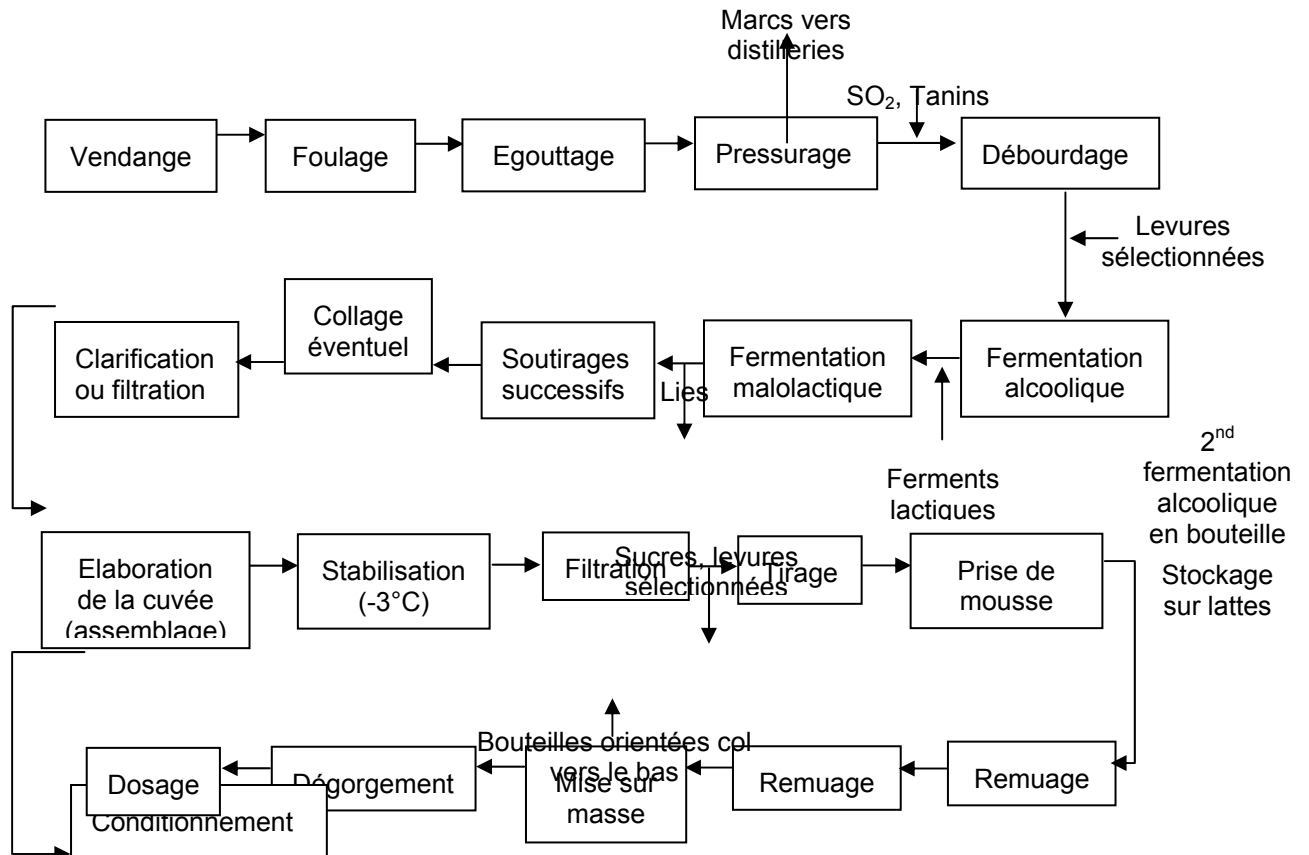 Marcs vers
distilleries
SO₂, Tanins
Vendange
Foulage
Egouttage
Pressurage
Débourdage
Levures
sélectionnées
Clarification
ou filtration
Collage
éventuel
Soutirages
successifs
Lies
Fermentation
malolactique
Fermentation
alcoolique
Ferments
lactiques
2nd
fermentation
alcoolique
en bouteille
Stockage
sur lattes
Elaboration
de la cuvée
(assemblage)
Stabilisation
(-3°C)
Filtration
Sucres, levures
sélectionnées
Tirage
Prise de
mousse
Dosage
Dégorgement
Bouteilles orientées col
vers le bas
Mise sur
masse
Remuage
Remuage
Conditionnement